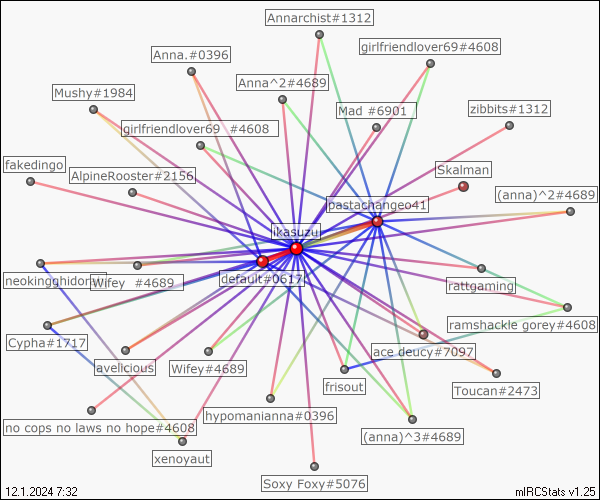 Annarchist#1312
girlfriendlover69#4608
Anna.#0396
Anna^2#4689
Mushy#1984
Mad #6901
zibbits#1312
girlfriendlover69 #4608
fakedingo
AlpineRooster#2156
Skalman
(anna)^2#4689
pastachangeo41
ikasuzu
default#0617
neokingghidorah
Wifey #4689
rattgaming
ramshackle gorey#4608
Cypha#1717
avelicious
Wifey#4689
ace deucy#7097
frisout
Toucan#2473
no cops no laws no hope#4608
hypomanianna#0396
(anna)^3#4689
xenoyaut
Soxy Foxy#5076
12.1.2024 7:32
mIRCStats v1.25